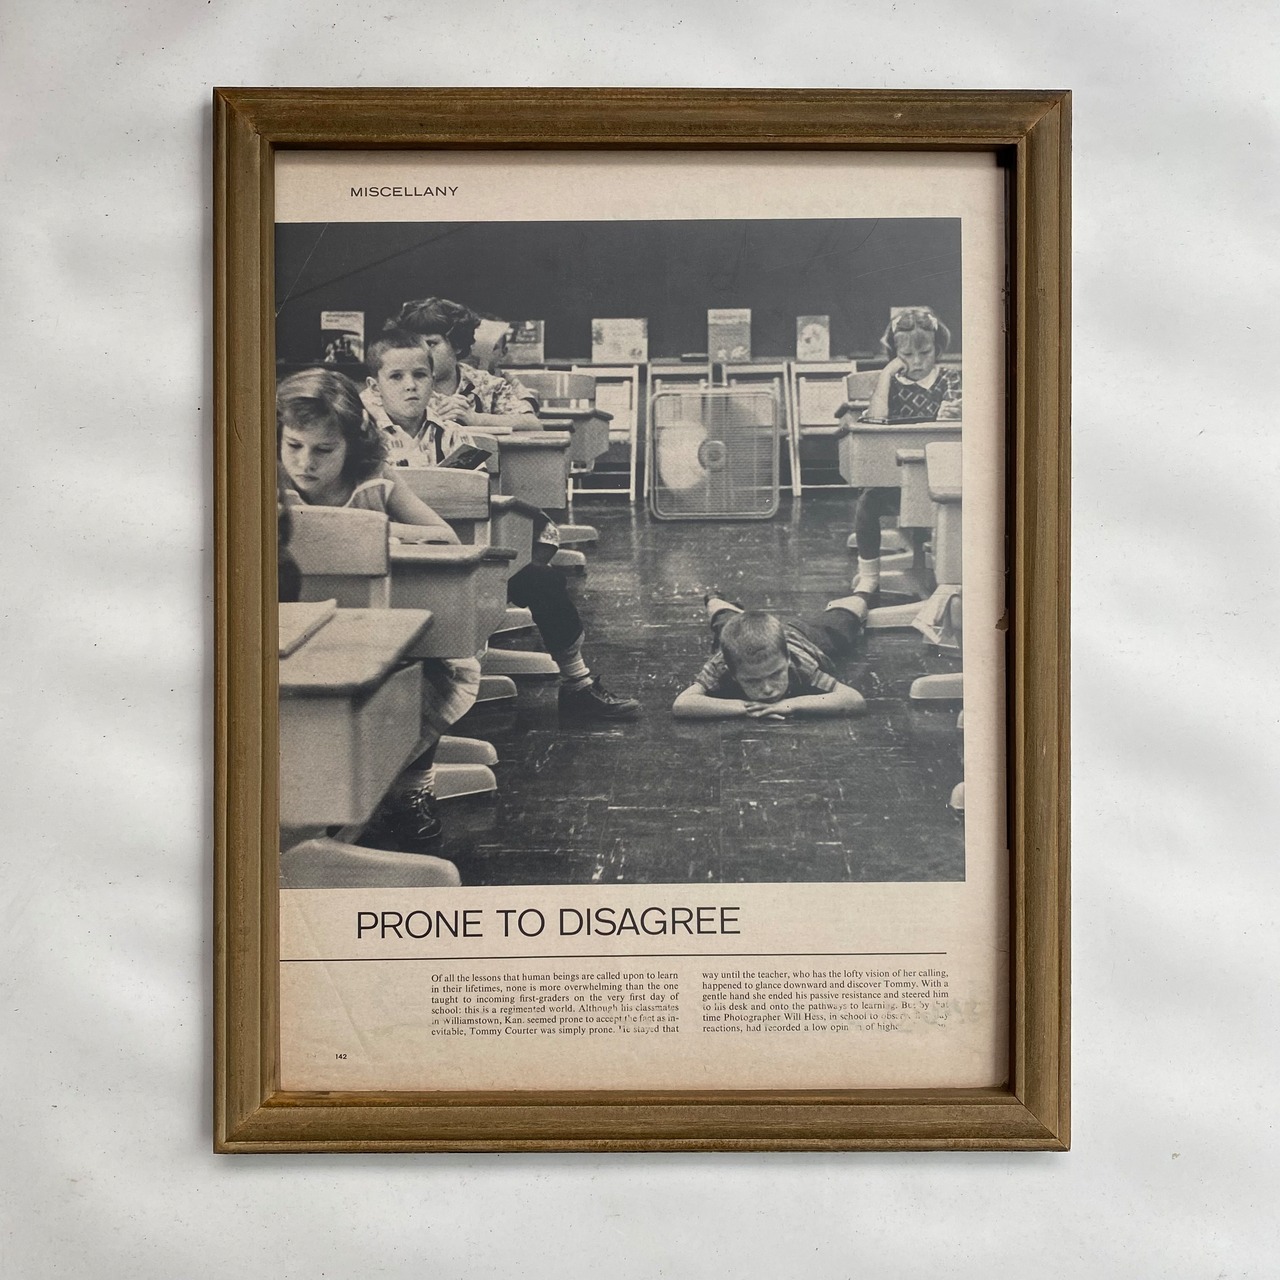 MISCELLANY
PRONE TO DISAGREE
Of all the lessons that human beings are called upon to learn
in their lifetimes, none is more overwhelming than the one
taught to incoming first-graders on the very first day of
school: this is a regimented world. Although his classmates
in Williamstown, Kan. seemed prone to accept the fact as in-
evitable, Tommy Courter was simply prone. He stayed that
way until the teacher, who has the lofty vision of her calling,
happened to glance downward and discover Tommy. With a
gentle hand she ended his passive resistance and steered him
to his desk and onto the pathways to learning. But by that
time Photographer Will Hess, in school to
reactions, had recorded a low of
142